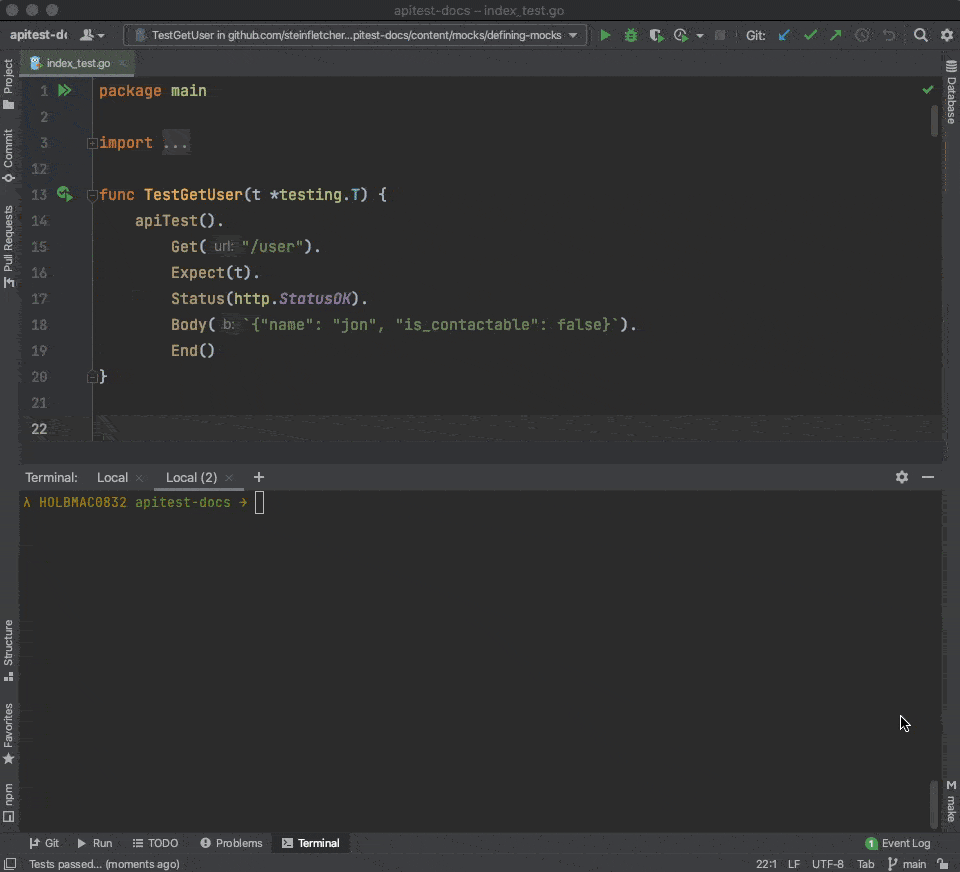 apitest-docs – index_test.go
apitest-dc
TestGetUser in github.com/steinfletcher...pitest-docs/content/mocks/defining-mocks
Git:
index_test.go
Project
Commit
Pull Requests
Structure
Favorites
npm
Database
make
1 package main
2
3 import ...
12
13 func TestGetUser(t *testing.T) {
14 apiTest().
15 Get( url: "/user").
16 Expect(t).
17 Status(http.StatusOK).
18 Body( b: `{"name": "jon", "is_contactable": false}`).
19 End()
20 }
21
22
Terminal: Local Local (2) +
λ HOLBMAC0832 apitest-docs →
Git Run TODO Problems Terminal 1 Event Log
Tests passed... (moments ago) 22:1 LF UTF-8 Tab main